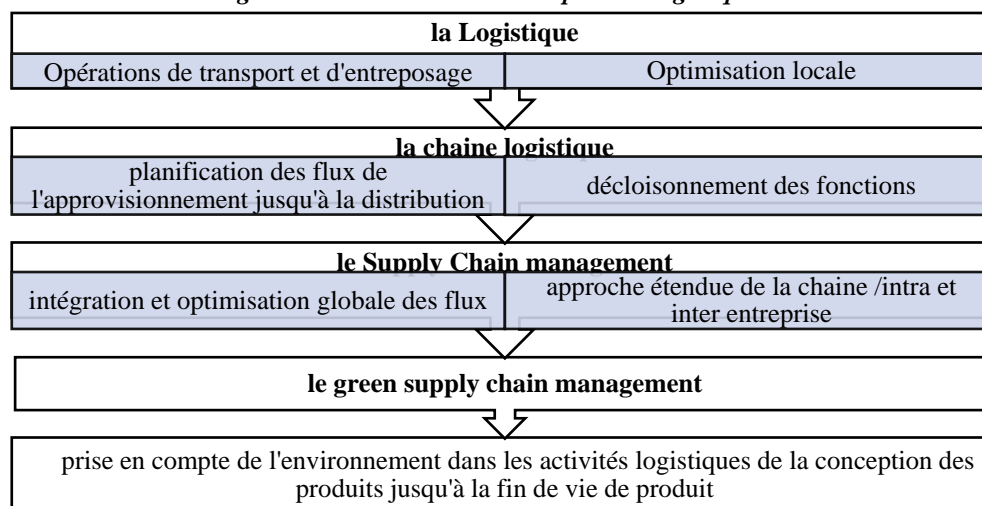 la Logistique
Opérations de transport et d'entreposage
Optimisation locale
la chaine logistique
planification des flux de
l'approvisionnement jusqu'à la distribution
décloisonnement des fonctions
le Supply Chain management
intégration et optimisation globale des flux
approche étendue de la chaine /intra et
inter entreprise
le green supply chain management
prise en compte de l'environnement dans les activités logistiques de la conception des
produits jusqu'à la fin de vie de produit